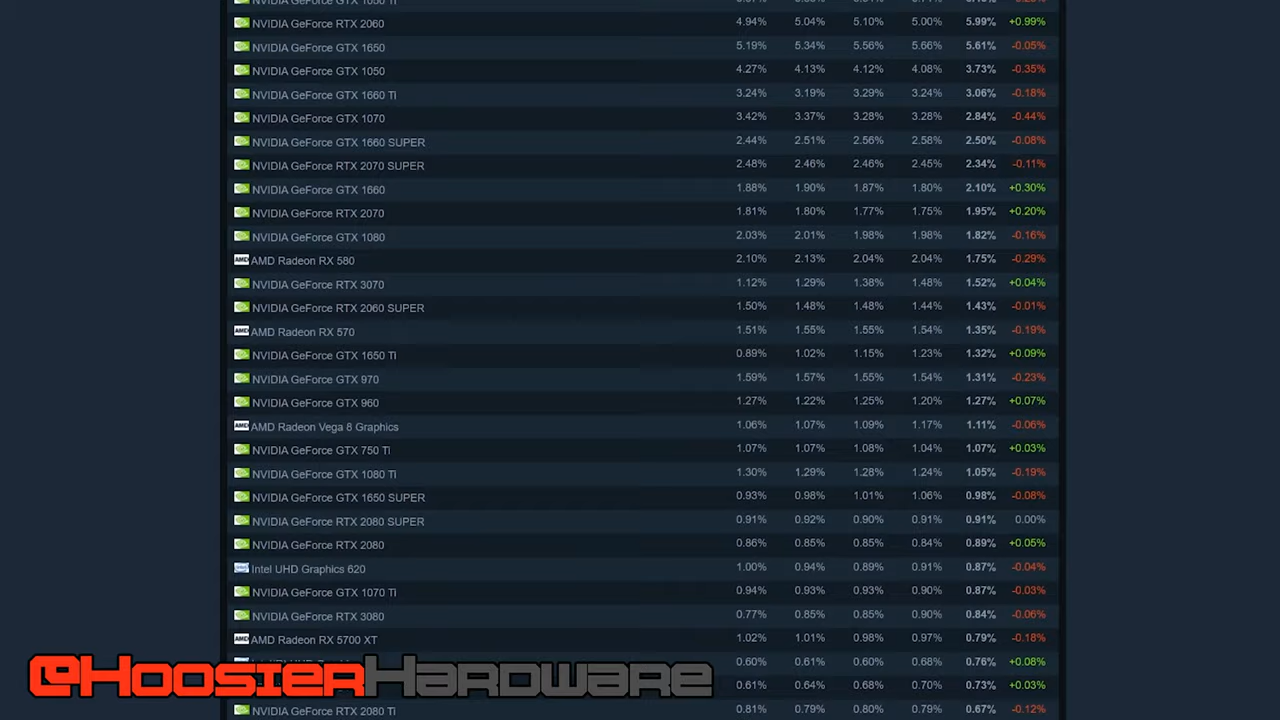 NVIDIA GeForce RTX 2060 4.94% 5.04% 5.10% 5.00% 5.99% +0.99%
NVIDIA GeForce GTX 1650 5.19% 5.34% 5.56% 5.66% 5.61% -0.05%
NVIDIA GeForce GTX 1050 4.27% 4.13% 4.12% 4.08% 3.73% -0.35%
NVIDIA GeForce GTX 1660 Ti 3.24% 3.19% 3.29% 3.24% 3.06% -0.18%
NVIDIA GeForce GTX 1070 3.42% 3.37% 3.28% 3.28% 2.84% -0.44%
NVIDIA GeForce GTX 1660 SUPER 2.44% 2.51% 2.56% 2.58% 2.50% -0.08%
NVIDIA GeForce RTX 2070 SUPER 2.48% 2.46% 2.46% 2.45% 2.34% -0.11%
NVIDIA GeForce GTX 1660 1.88% 1.90% 1.87% 1.80% 2.10% +0.30%
NVIDIA GeForce RTX 2070 1.81% 1.80% 1.77% 1.75% 1.95% +0.20%
NVIDIA GeForce GTX 1080 2.03% 2.01% 1.98% 1.98% 1.82% -0.16%
AMD AMD Radeon RX 580 2.10% 2.13% 2.04% 2.04% 1.75% -0.29%
NVIDIA GeForce RTX 3070 1.12% 1.29% 1.38% 1.48% 1.52% +0.04%
NVIDIA GeForce RTX 2060 SUPER 1.50% 1.48% 1.48% 1.44% 1.43% -0.01%
AMD AMD Radeon RX 570 1.51% 1.55% 1.55% 1.54% 1.35% -0.19%
NVIDIA GeForce GTX 1650 Ti 0.89% 1.02% 1.15% 1.23% 1.32% +0.09%
NVIDIA GeForce GTX 970 1.59% 1.57% 1.55% 1.54% 1.31% -0.23%
NVIDIA GeForce GTX 960 1.27% 1.22% 1.25% 1.20% 1.27% +0.07%
AMD AMD Radeon Vega 8 Graphics 1.06% 1.07% 1.09% 1.17% 1.11% -0.06%
NVIDIA GeForce GTX 750 Ti 1.07% 1.07% 1.08% 1.04% 1.07% +0.03%
NVIDIA GeForce GTX 1080 Ti 1.30% 1.29% 1.28% 1.24% 1.05% -0.19%
NVIDIA GeForce GTX 1650 SUPER 0.93% 0.98% 1.01% 1.06% 0.98% -0.08%
NVIDIA GeForce RTX 2080 SUPER 0.91% 0.92% 0.90% 0.91% 0.91% 0.00%
NVIDIA GeForce RTX 2080 0.86% 0.85% 0.85% 0.84% 0.89% +0.05%
Intel UHD Graphics 620 1.00% 0.94% 0.89% 0.91% 0.87% -0.04%
NVIDIA GeForce GTX 1070 Ti 0.94% 0.93% 0.93% 0.90% 0.87% -0.03%
NVIDIA GeForce RTX 3080 0.77% 0.85% 0.85% 0.90% 0.84% -0.06%
AMD AMD Radeon RX 5700 XT 1.02% 1.01% 0.98% 0.97% 0.79% -0.18%
0.60% 0.61% 0.60% 0.68% 0.76% +0.08%
@HoosierHardware
0.61% 0.64% 0.68% 0.70% 0.73% +0.03%
NVIDIA GeForce RTX 2080 Ti 0.81% 0.79% 0.80% 0.79% 0.67% -0.12%